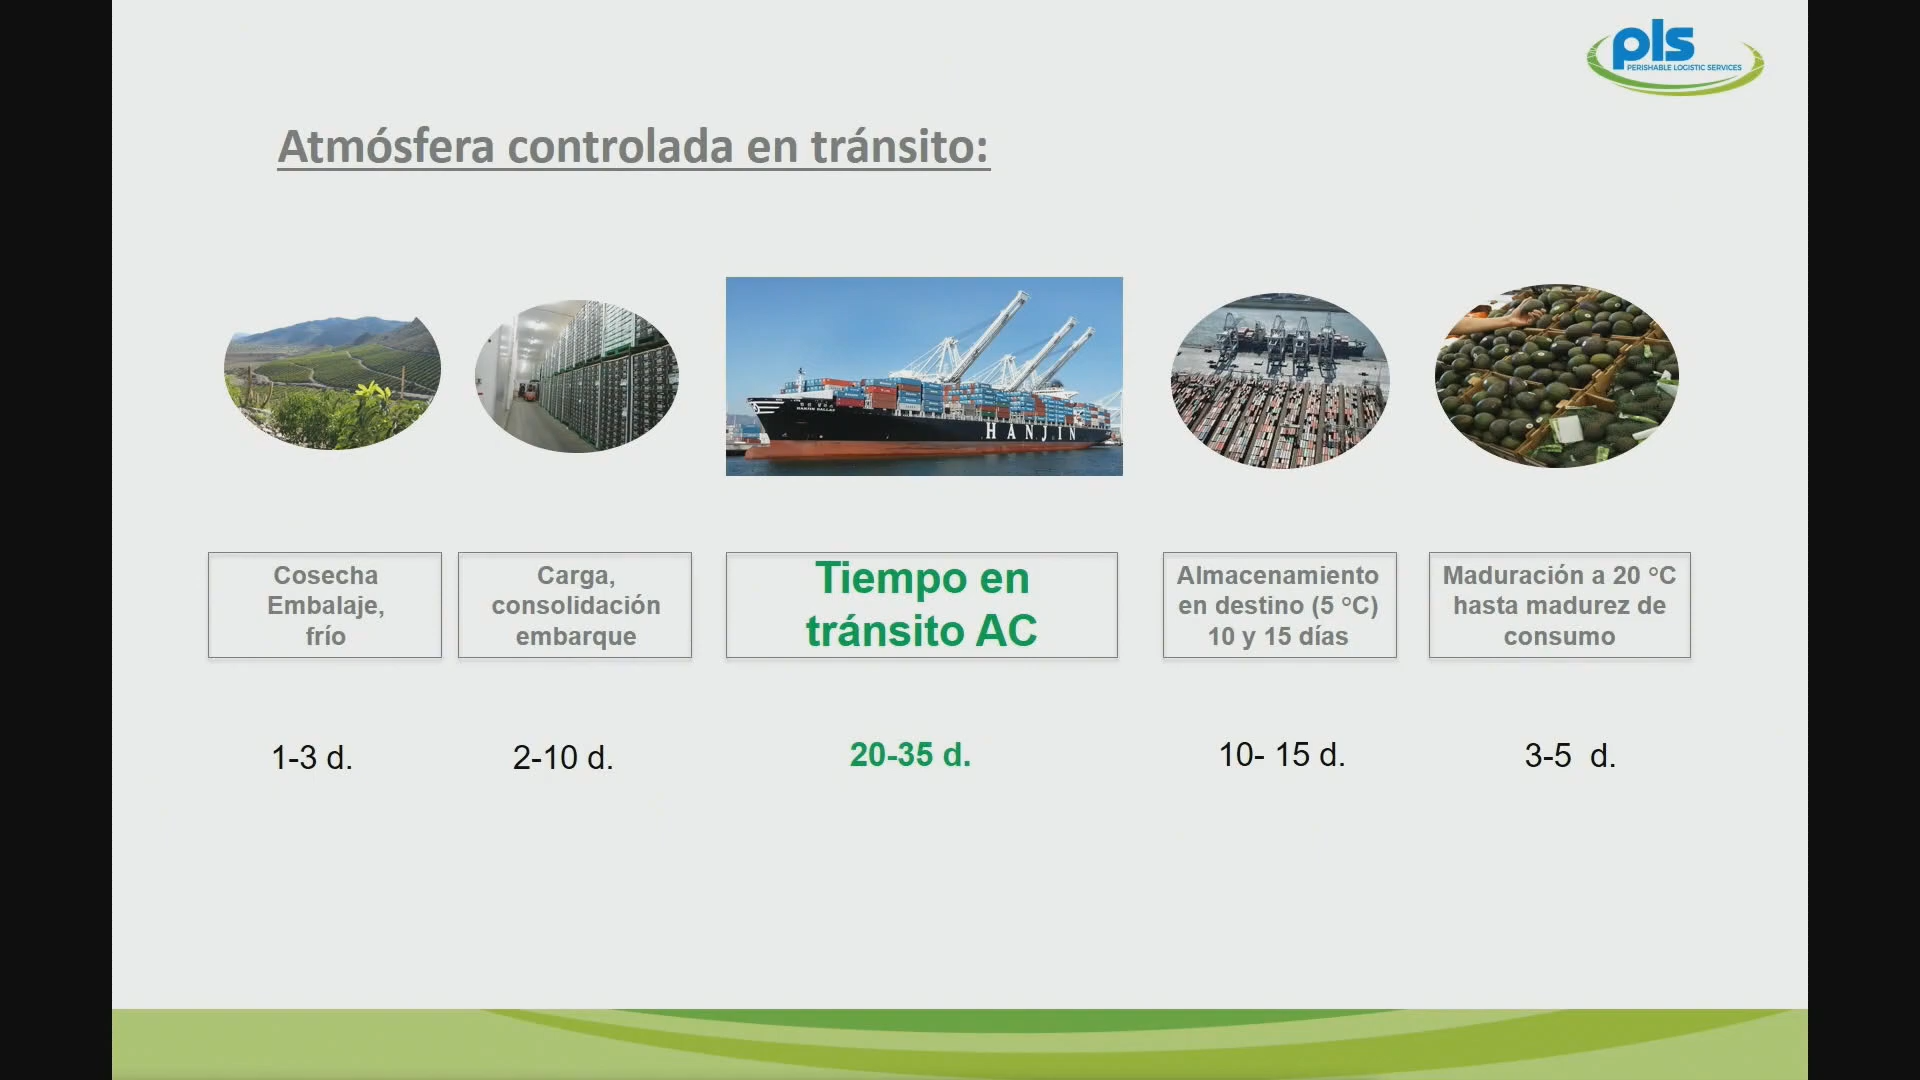 pls
PERISHABLE LOGISTIC SERVICES
Atmósfera controlada en tránsito:
HANJIN
Cosecha
Embalaje,
frío
Carga,
consolidación
embarque
Tiempo en
tránsito AC
Almacenamiento
en destino (5 °C)
10 y 15 días
Maduración a 20 °C
hasta madurez de
consumo
1-3 d.
2-10 d.
20-35 d.
10- 15 d.
3-5  d.